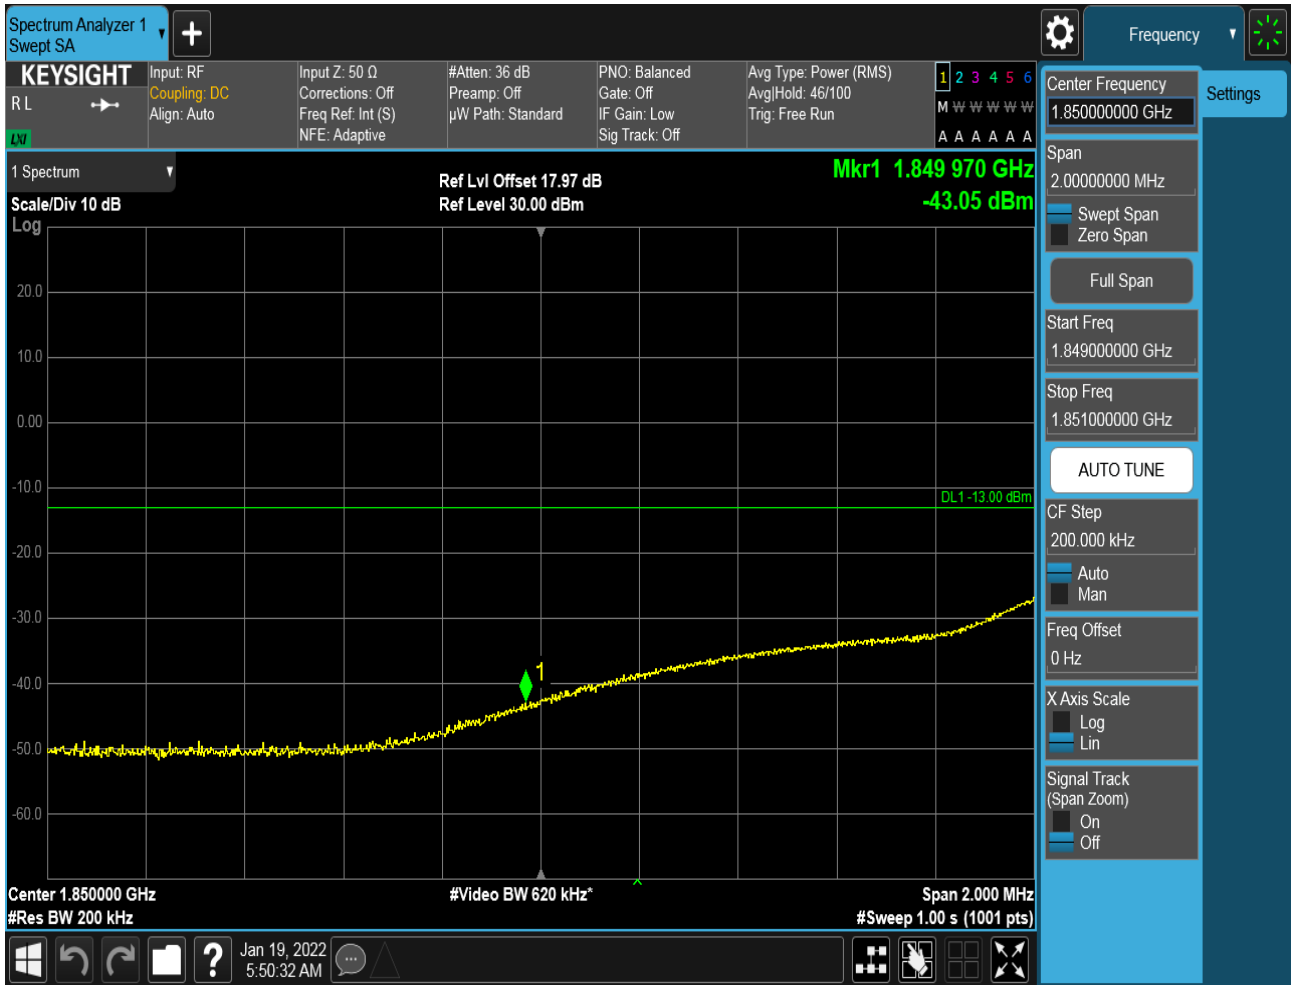 Spectrum Analyzer 1
Swept SA
Frequency
KEYSIGHT
R L
LXI
Input: RF
Coupling: DC
Align: Auto
Input Z: 50 Ω
Corrections: Off
Freq Ref: Int (S)
NFE: Adaptive
#Atten: 36 dB
Preamp: Off
µW Path: Standard
PNO: Balanced
Gate: Off
IF Gain: Low
Sig Track: Off
Avg Type: Power (RMS)
Avg|Hold: 46/100
Trig: Free Run
1 2 3 4 5 6
M W W W W W
A A A A A A
1 Spectrum
Scale/Div 10 dB
Log
Ref Lvl Offset 17.97 dB
Ref Level 30.00 dBm
Mkr1 1.849 970 GHz
-43.05 dBm
20.0
10.0
0.00
-10.0
DL1 -13.00 dBm
-20.0
-30.0
1
-40.0
-50.0
-60.0
Center 1.850000 GHz
#Video BW 620 kHz*
Span 2.000 MHz
#Res BW 200 kHz
#Sweep 1.00 s (1001 pts)
Jan 19, 2022
5:50:32 AM
?
Center Frequency
1.850000000 GHz
Settings
Span
2.00000000 MHz
Swept Span
Zero Span
Full Span
Start Freq
1.849000000 GHz
Stop Freq
1.851000000 GHz
AUTO TUNE
CF Step
200.000 kHz
Auto
Man
Freq Offset
0 Hz
X Axis Scale
Log
Lin
Signal Track
(Span Zoom)
On
Off